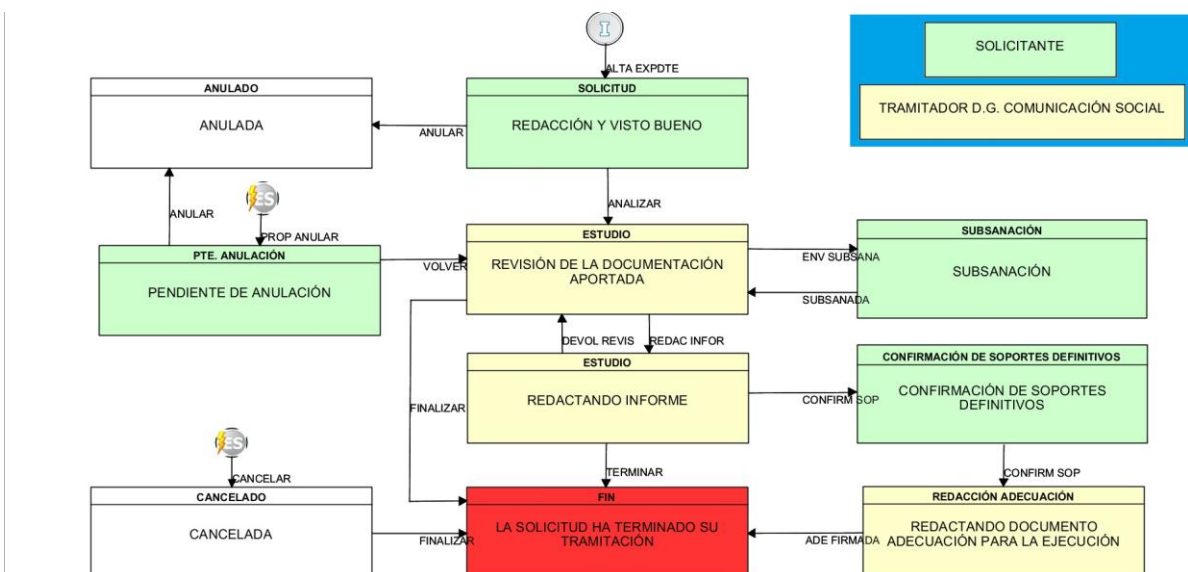 I
SOLICITANTE
TRAMITADOR D.G. COMUNICACIÓN SOCIAL
ALTA EXPDTE
ANULADO
ANULADA
SOLICITUD
REDACCIÓN Y VISTO BUENO
ANULAR
ANALIZAR
ANULAR
ES
PROP ANULAR
PTE. ANULACIÓN
PENDIENTE DE ANULACIÓN
VOLVER
ESTUDIO
REVISIÓN DE LA DOCUMENTACIÓN
APORTADA
ENV SUBSANA
SUBSANADA
SUBSANACIÓN
SUBSANACIÓN
DEVOL REVIS
REDAC INFOR
FINALIZAR
ESTUDIO
REDACTANDO INFORME
CONFIRM SOP
CONFIRMACIÓN DE SOPORTES DEFINITIVOS
CONFIRMACIÓN DE SOPORTES
DEFINITIVOS
ES
CANCELAR
TERMINAR
CONFIRM SOP
CANCELADO
CANCELADA
FINALIZAR
FIN
LA SOLICITUD HA TERMINADO SU
TRAMITACIÓN
ADE FIRMADA
REDACCIÓN ADECUACIÓN
REDACTANDO DOCUMENTO
ADECUACIÓN PARA LA EJECUCIÓN